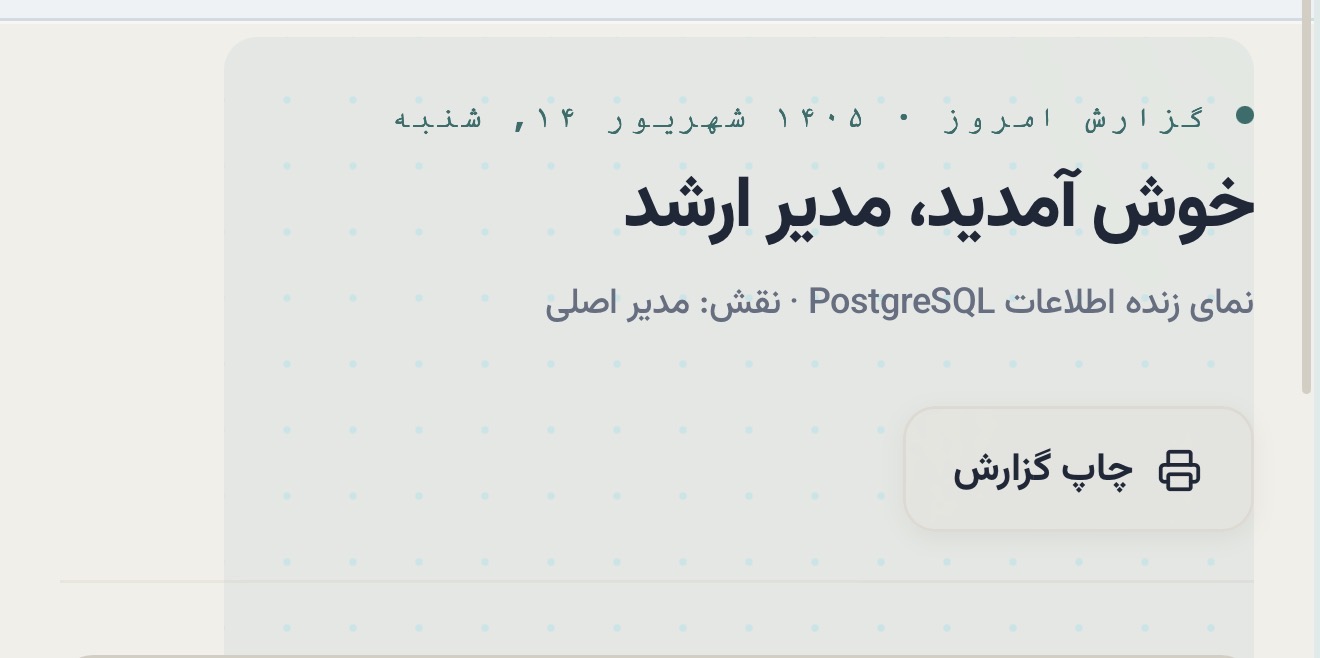 گزارش امروز · ۱۴۰۵ شهریور ۱۴, شنبه
خوش آمدید، مدیر ارشد
نمای زنده اطلاعات PostgreSQL · نقش: مدیر اصلی
چاپ گزارش